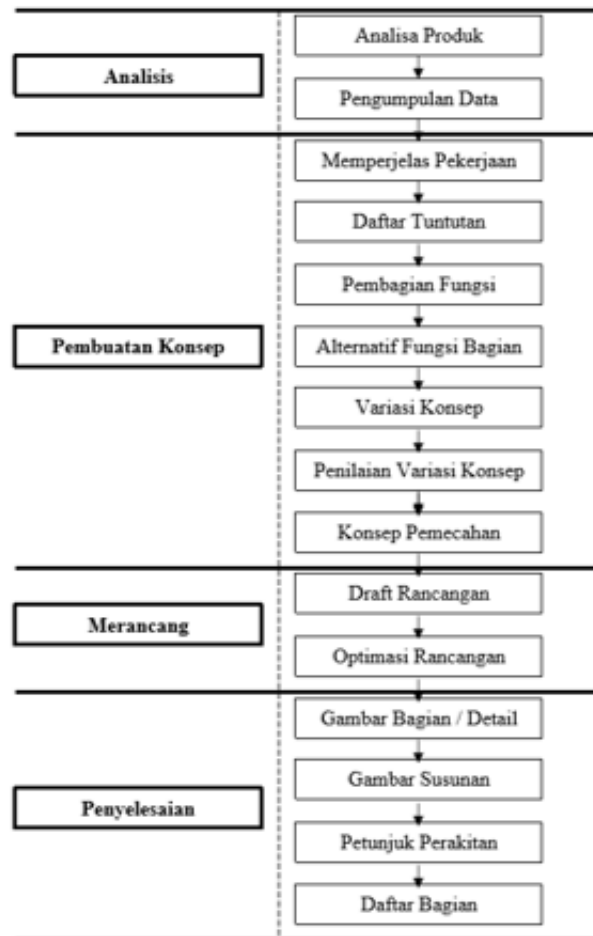 Analisis
Analisa Produk
Pengumpulan Data
Pembuatan Konsep
Memperjelas Pekerjaan
Daftar Tuntutan
Pembagian Fungsi
Alternatif Fungsi Bagian
Variasi Konsep
Penilaian Variasi Konsep
Konsep Pemecahan
Merancang
Draft Rancangan
Optimasi Rancangan
Penyelesaian
Gambar Bagian / Detail
Gambar Susunan
Petunjuk Perakitan
Daftar Bagian